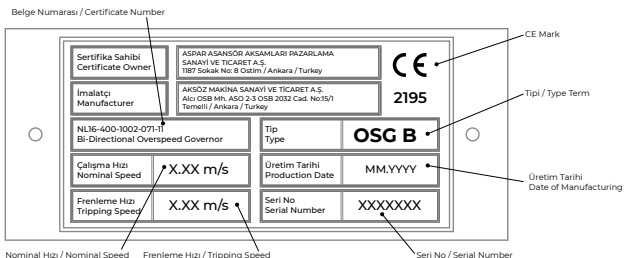 Belge Numarası / Certificate Number
CE Mark
Sertifika Sahibi
Certificate Owner
ASPAR ASANSÖR AKSAMLARI PAZARLAMA
SANAYİ VE TİCARET A.Ş.
1187 Sokak No: 8 Ostim / Ankara / Turkey
CE
İmalatçı
Manufacturer
AKSÖZ MAKİNA SANAYİ VE TİCARET A.Ş.
Alcı OSB Mh. ASO 2-3 OSB 2032 Cad. No:15/1
Temelli / Ankara / Turkey
2195
Tipi / Type Term
NL16-400-1002-071-11
Bi-Directional Overspeed Governor
Tip
Type
OSG B
Çalışma Hızı
Nominal Speed
X.XX m/s
Üretim Tarihi
Production Date
MM.YYYY
Üretim Tarihi
Date of Manufacturing
Frenleme Hızı
Tripping Speed
X.XX m/s
Seri No
Serial Number
XXXXXXX
Nominal Hızı / Nominal Speed
Frenleme Hızı / Tripping Speed
Seri No / Serial Number